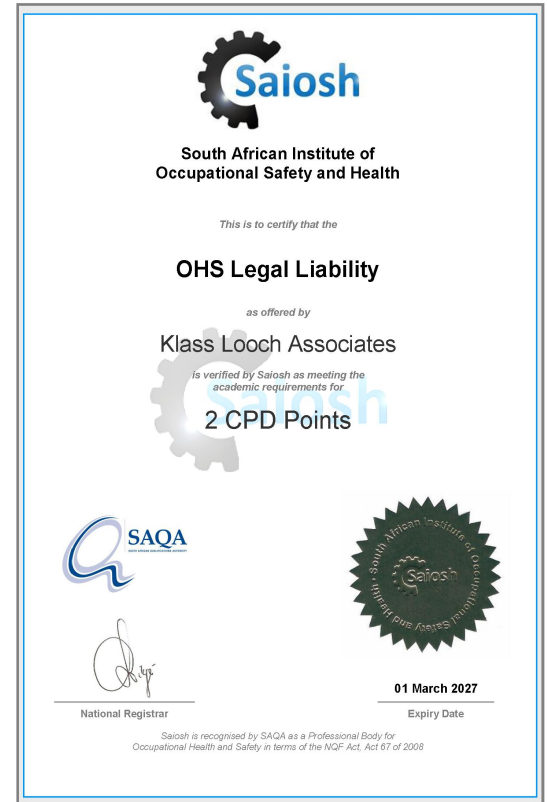 Saiosh
South African Institute of
Occupational Safety and Health
This is to certify that the
OHS Legal Liability
as offered by
Klass Looch Associates
is verified by Saiosh as meeting the
academic requirements for
Saiosh
2 CPD Points
SAQA
SOUTH AFRICAN QUALIFICATIONS AUTHORITY
South African Institute of Occupational Safety and Health
Saiosh
01 March 2027
National Registrar
Expiry Date
Saiosh is recognised by SAQA as a Professional Body for
Occupational Health and Safety in terms of the NQF Act, Act 67 of 2008